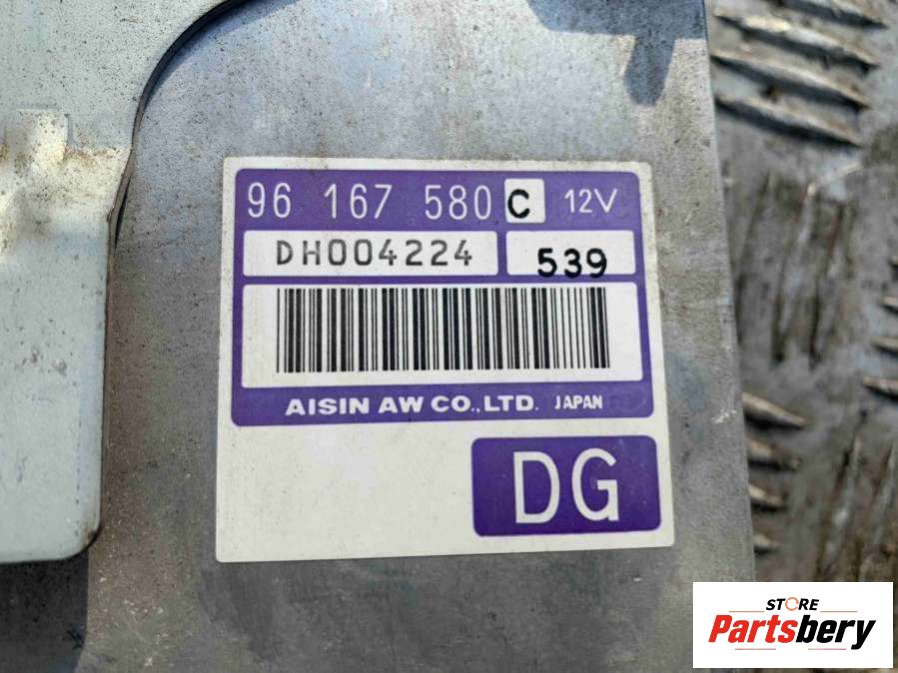 96 167 580 C 12V
DH004224 539
AISIN AW CO.,LTD. JAPAN
DG
STORE
Partsbery